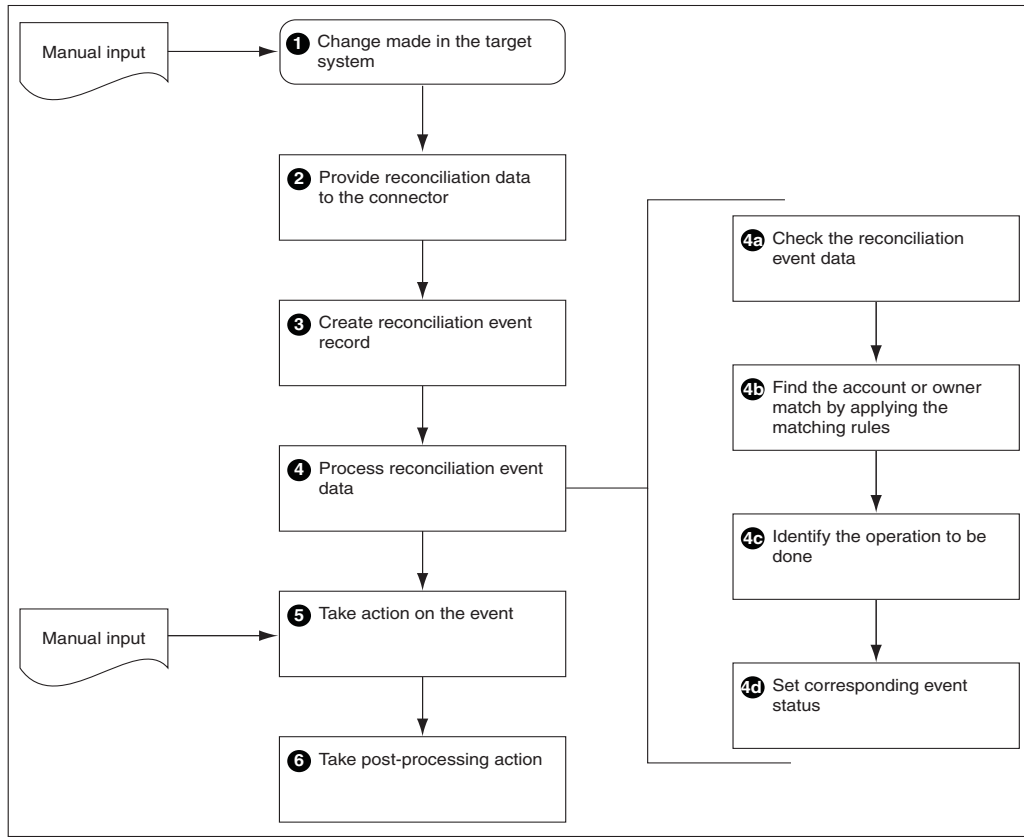 Manual input
1 Change made in the target
system
2 Provide reconciliation data
to the connector
3 Create reconciliation event
record
4 Process reconciliation event
data
4a Check the reconciliation
event data
4b Find the account or owner
match by applying the
matching rules
4c Identify the operation to be
done
4d Set corresponding event
status
Manual input
5 Take action on the event
6 Take post-processing action